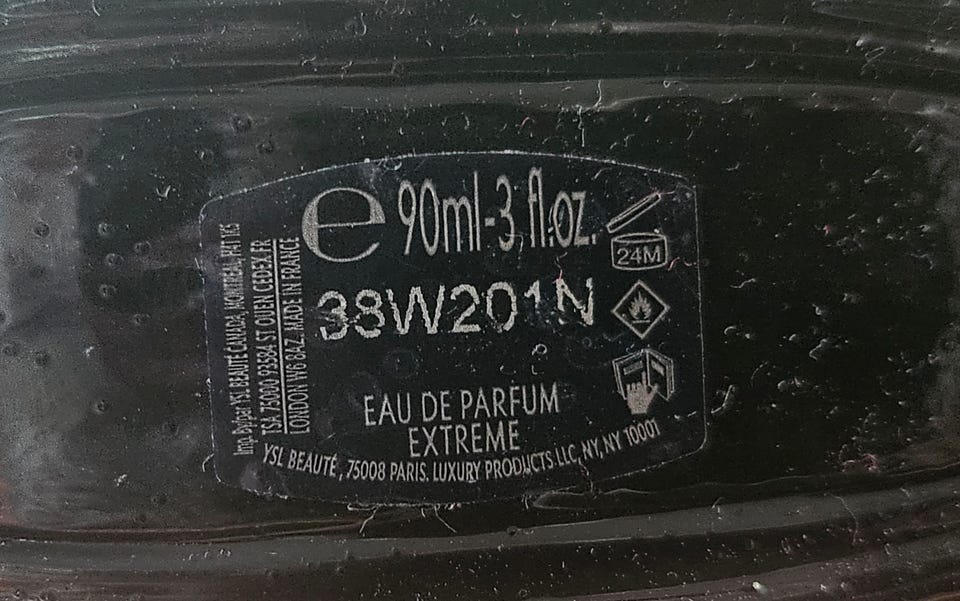 Imp. by/par YSL BEAUTÉ CANADA, MONTREAL, H4T 1K5
TSA 75000 93584 ST OUEN CEDEX.FR
LONDON W6 8AZ. MADE IN FRANCE
e 90ml-3 fl.oz.
24M
38W201N
EAU DE PARFUM
EXTREME
YSL BEAUTÉ, 75008 PARIS. LUXURY PRODUCTS LLC, NY, NY 10001